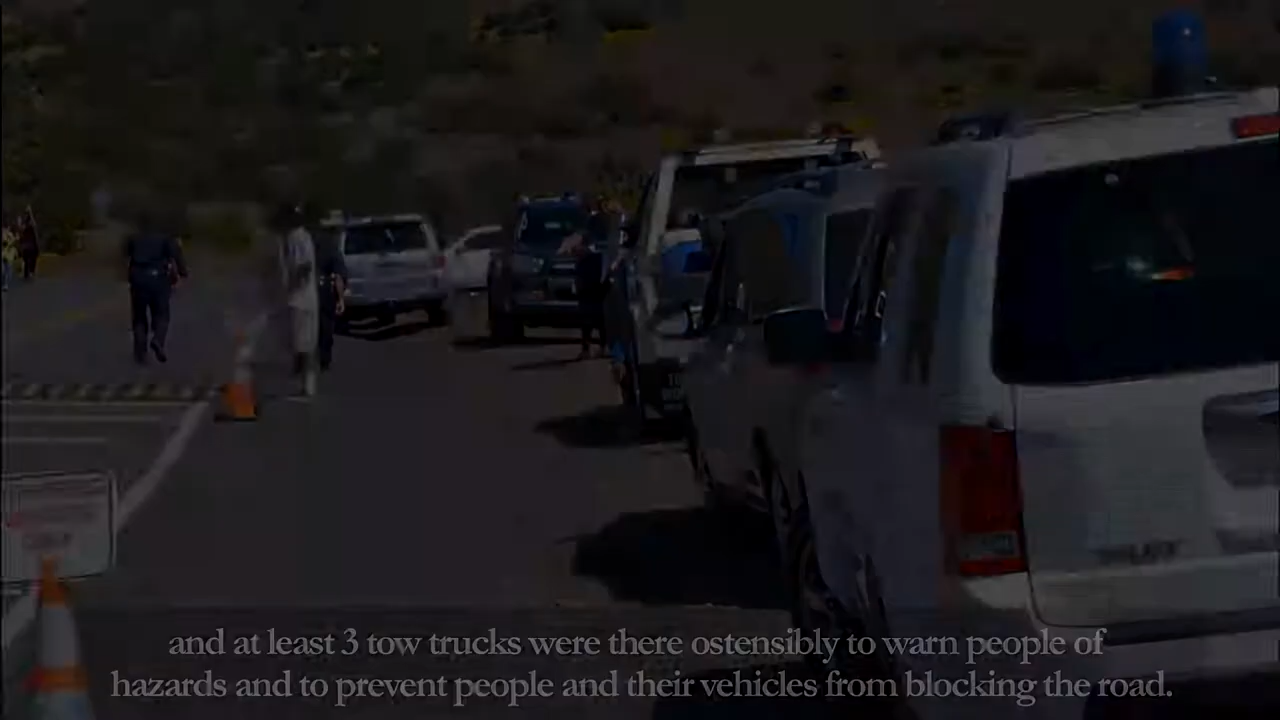 and at least 3 tow trucks were there ostensibly to warn people of
hazards and to prevent people and their vehicles from blocking the road.